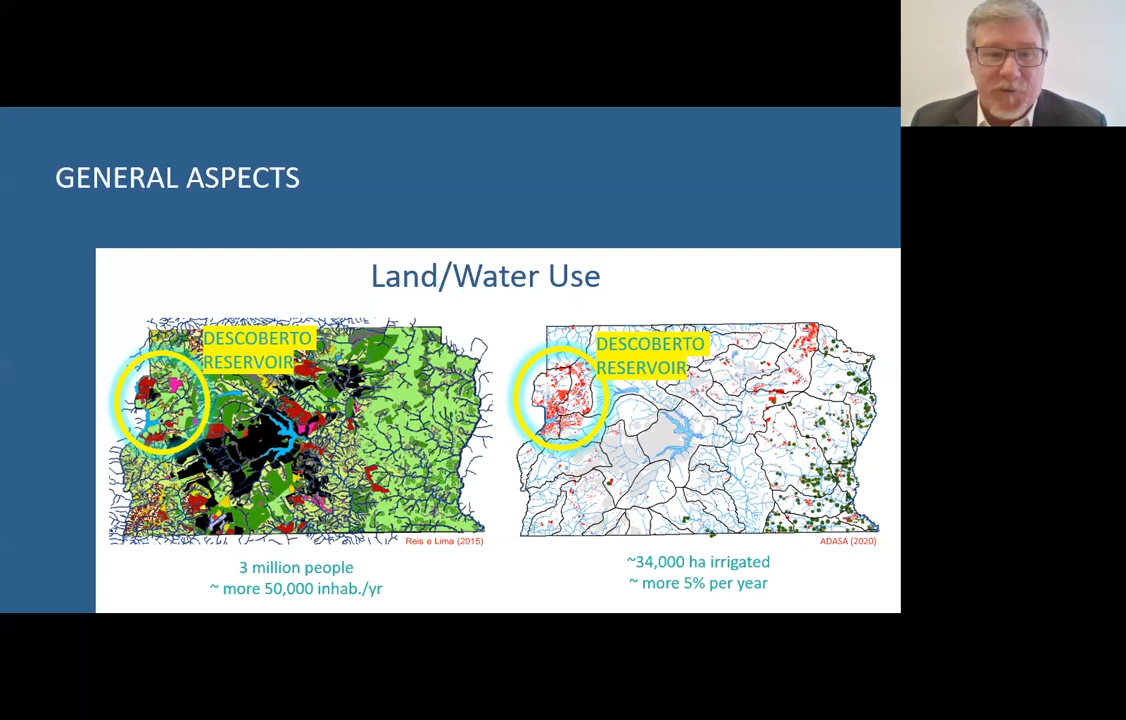 GENERAL ASPECTS
Land/Water Use
DESCOBERTO
RESERVOIR
Reis e Lima (2015)
3 million people
~ more 50,000 inhab./yr
DESCOBERTO
RESERVOIR
ADASA (2020)
~34,000 ha irrigated
~ more 5% per year